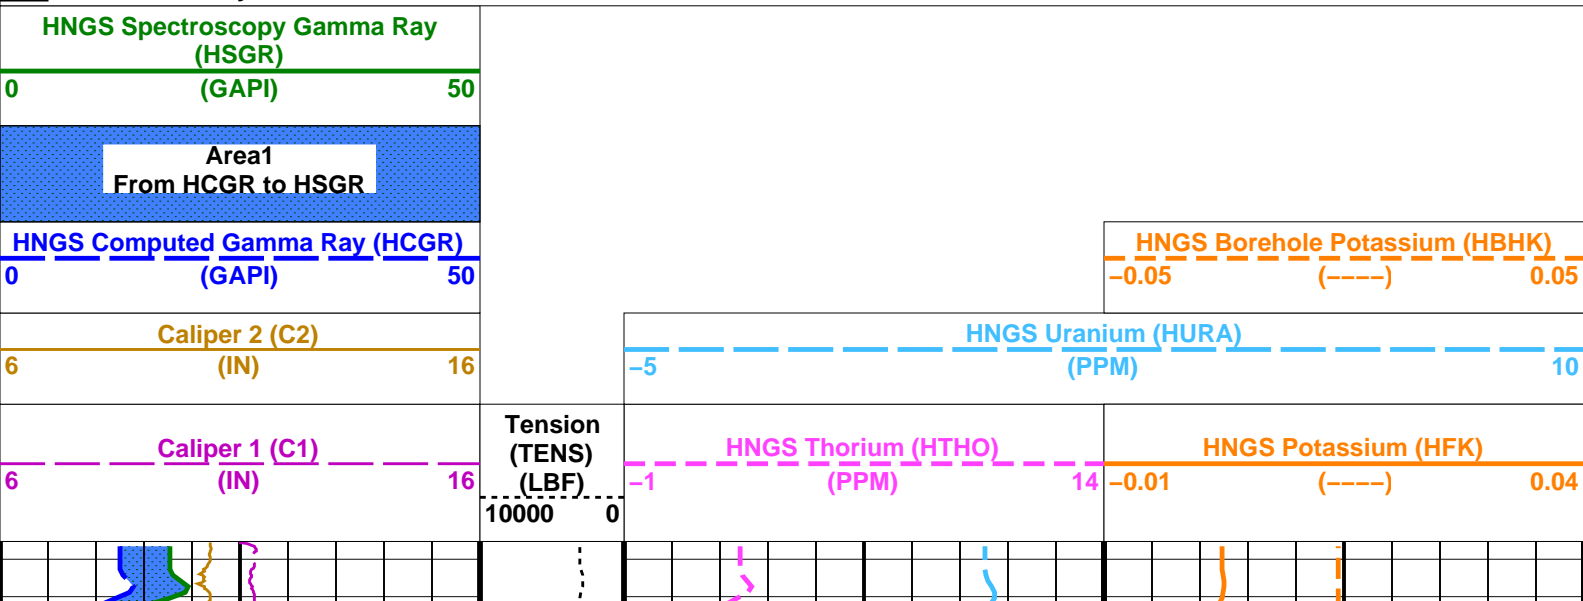 HNGS Spectroscopy Gamma Ray
(HSGR)
0 (GAPI) 50
Area1
From HCGR to HSGR
HNGS Computed Gamma Ray (HCGR)
0 (GAPI) 50
HNGS Borehole Potassium (HBHK)
−0.05 (−−−−) 0.05
Caliper 2 (C2)
6 (IN) 16
HNGS Uranium (HURA)
−5 (PPM) 10
Caliper 1 (C1)
6 (IN) 16
Tension
(TENS)
(LBF)
10000 0
HNGS Thorium (HTHO)
−1 (PPM) 14
HNGS Potassium (HFK)
−0.01 (−−−−) 0.04